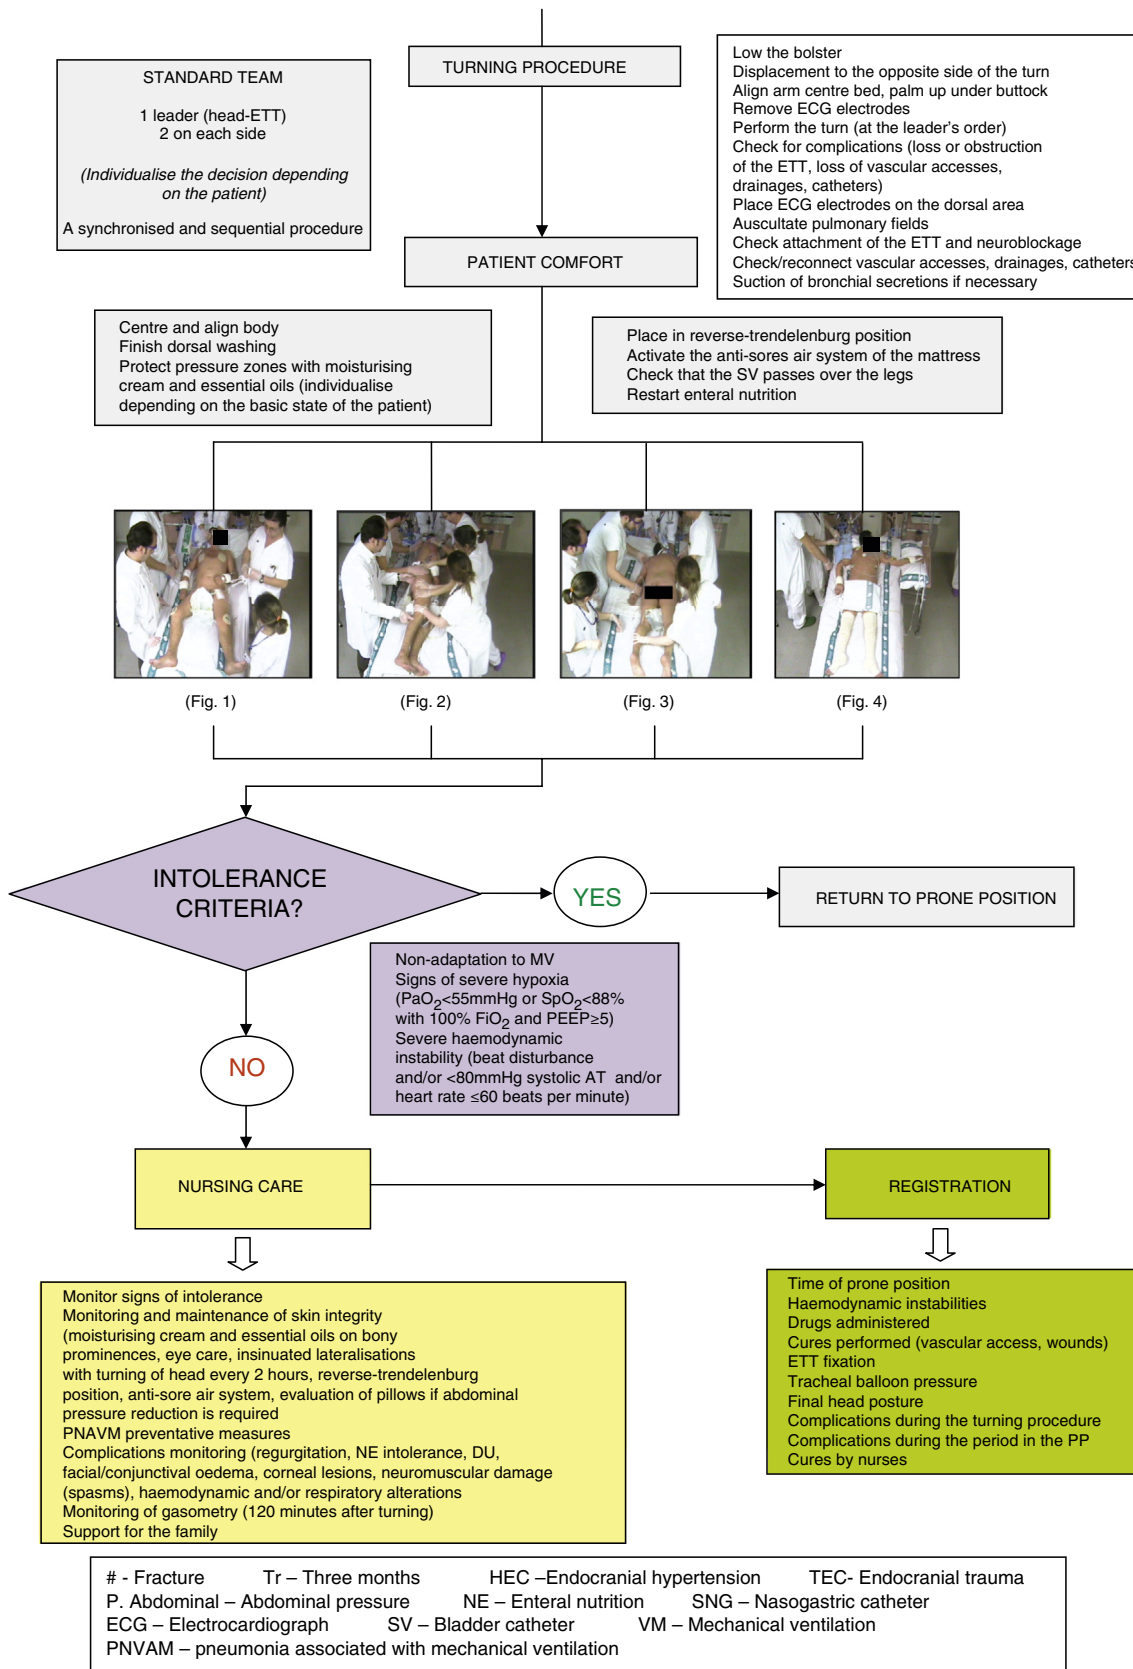 STANDARD TEAM
1 leader (head-ETT)
2 on each side
(Individualise the decision depending
on the patient)
A synchronised and sequential procedure
TURNING PROCEDURE
Low the bolster
Displacement to the opposite side of the turn
Align arm centre bed, palm up under buttock
Remove ECG electrodes
Perform the turn (at the leader's order)
Check for complications (loss or obstruction
of the ETT, loss of vascular accesses,
drainages, catheters)
Place ECG electrodes on the dorsal area
Auscultate pulmonary fields
Check attachment of the ETT and neuroblockage
Check/reconnect vascular accesses, drainages, catheters
Suction of bronchial secretions if necessary
PATIENT COMFORT
Centre and align body
Finish dorsal washing
Protect pressure zones with moisturising
cream and essential oils (individualise
depending on the basic state of the patient)
Place in reverse-trendelenburg position
Activate the anti-sores air system of the mattress
Check that the SV passes over the legs
Restart enteral nutrition
(Fig. 1)
(Fig. 2)
(Fig. 3)
(Fig. 4)
INTOLERANCE
CRITERIA?
YES
RETURN TO PRONE POSITION
Non-adaptation to MV
Signs of severe hypoxia
(PaO2<55mmHg or SpO2<88%
with 100% FiO2 and PEEP≥5)
Severe haemodynamic
instability (beat disturbance
and/or <80mmHg systolic AT and/or
heart rate ≤60 beats per minute)
NO
NURSING CARE
REGISTRATION
Monitor signs of intolerance
Monitoring and maintenance of skin integrity
(moisturising cream and essential oils on bony
prominences, eye care, insinuated lateralisations
with turning of head every 2 hours, reverse-trendelenburg
position, anti-sore air system, evaluation of pillows if abdominal
pressure reduction is required
PNAVM preventative measures
Complications monitoring (regurgitation, NE intolerance, DU,
facial/conjunctival oedema, corneal lesions, neuromuscular damage
(spasms), haemodynamic and/or respiratory alterations
Monitoring of gasometry (120 minutes after turning)
Support for the family
Time of prone position
Haemodynamic instabilities
Drugs administered
Cures performed (vascular access, wounds)
ETT fixation
Tracheal balloon pressure
Final head posture
Complications during the turning procedure
Complications during the period in the PP
Cures by nurses
# - Fracture Tr – Three months HEC –Endocranial hypertension TEC- Endocranial trauma
P. Abdominal – Abdominal pressure NE – Enteral nutrition SNG – Nasogastric catheter
ECG – Electrocardiograph SV – Bladder catheter VM – Mechanical ventilation
PNVAM – pneumonia associated with mechanical ventilation